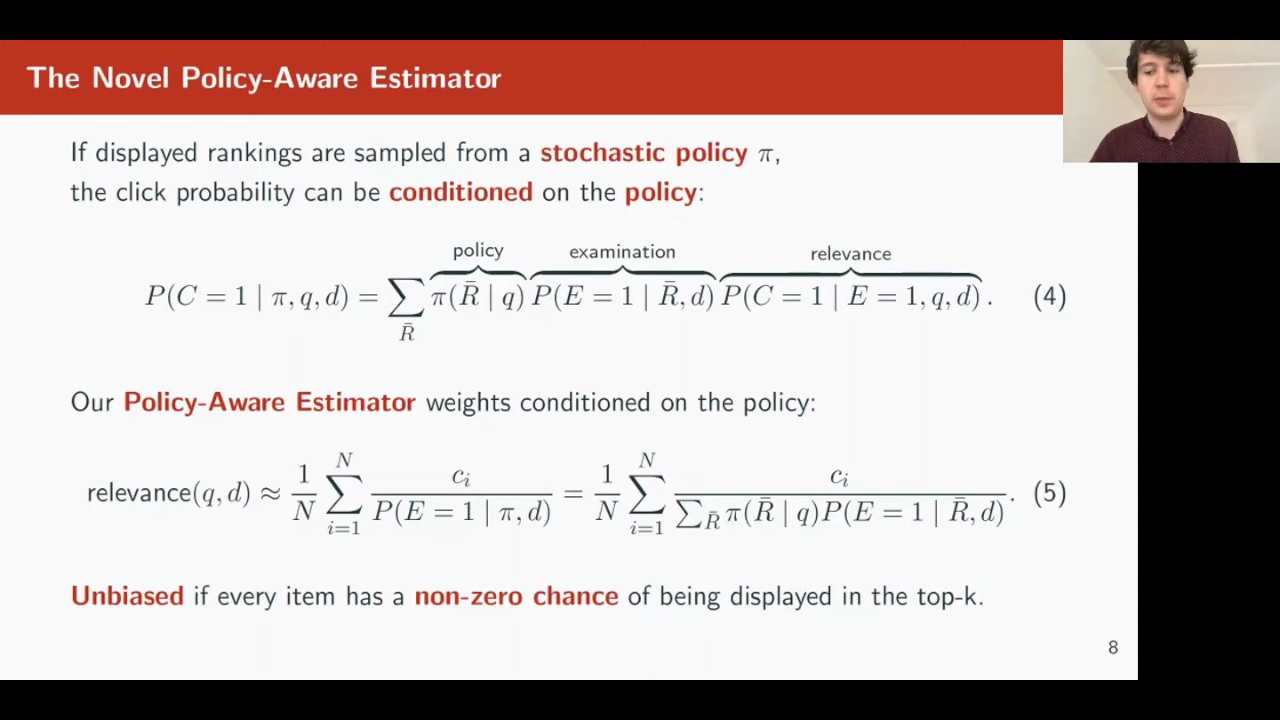 The Novel Policy-Aware Estimator
If displayed rankings are sampled from a stochastic policy π,
the click probability can be conditioned on the policy:
policy examination relevance
P(C = 1 | π, q, d) = ∑_R̄ π(R̄ | q) P(E = 1 | R̄, d) P(C = 1 | E = 1, q, d). (4)
Our Policy-Aware Estimator weights conditioned on the policy:
relevance(q, d) ≈ 1/N ∑_{i=1}^{N} c_i / P(E = 1 | π, d) = 1/N ∑_{i=1}^{N} c_i / ∑_R̄ π(R̄ | q)P(E = 1 | R̄, d). (5)
Unbiased if every item has a non-zero chance of being displayed in the top-k.
8